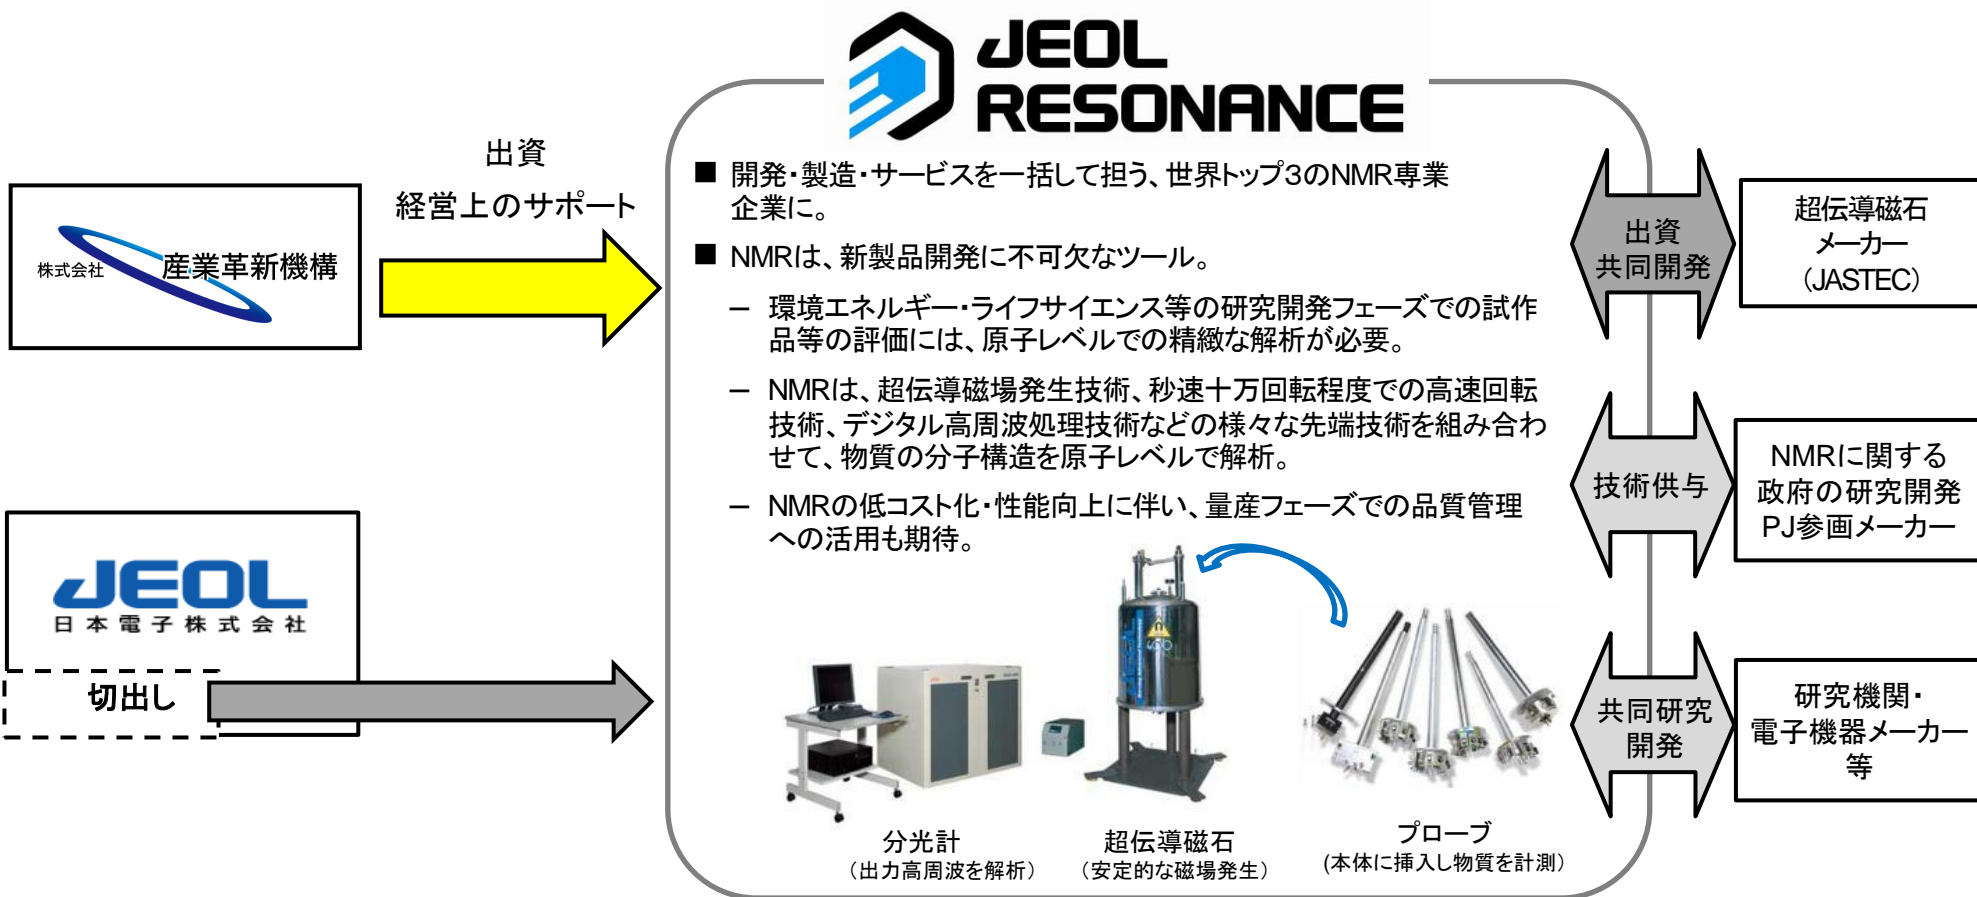 JEOL
RESONANCE
出資
経営上のサポート
株式会社 産業革新機構
JEOL
日本電子株式会社
切出し
■ 開発・製造・サービスを一括して担う、世界トップ3のNMR専業
企業に。
■ NMRは、新製品開発に不可欠なツール。
― 環境エネルギー・ライフサイエンス等の研究開発フェーズでの試作
品等の評価には、原子レベルでの精緻な解析が必要。
― NMRは、超伝導磁場発生技術、秒速十万回転程度での高速回転
技術、デジタル高周波処理技術などの様々な先端技術を組み合わ
せて、物質の分子構造を原子レベルで解析。
― NMRの低コスト化・性能向上に伴い、量産フェーズでの品質管理
への活用も期待。
分光計
（出力高周波を解析）
超伝導磁石
（安定的な磁場発生）
プローブ
(本体に挿入し物質を計測）
出資
共同開発
超伝導磁石
メーカー
（JASTEC）
技術供与
NMRに関する
政府の研究開発
PJ参画メーカー
共同研究
開発
研究機関・
電子機器メーカー
等